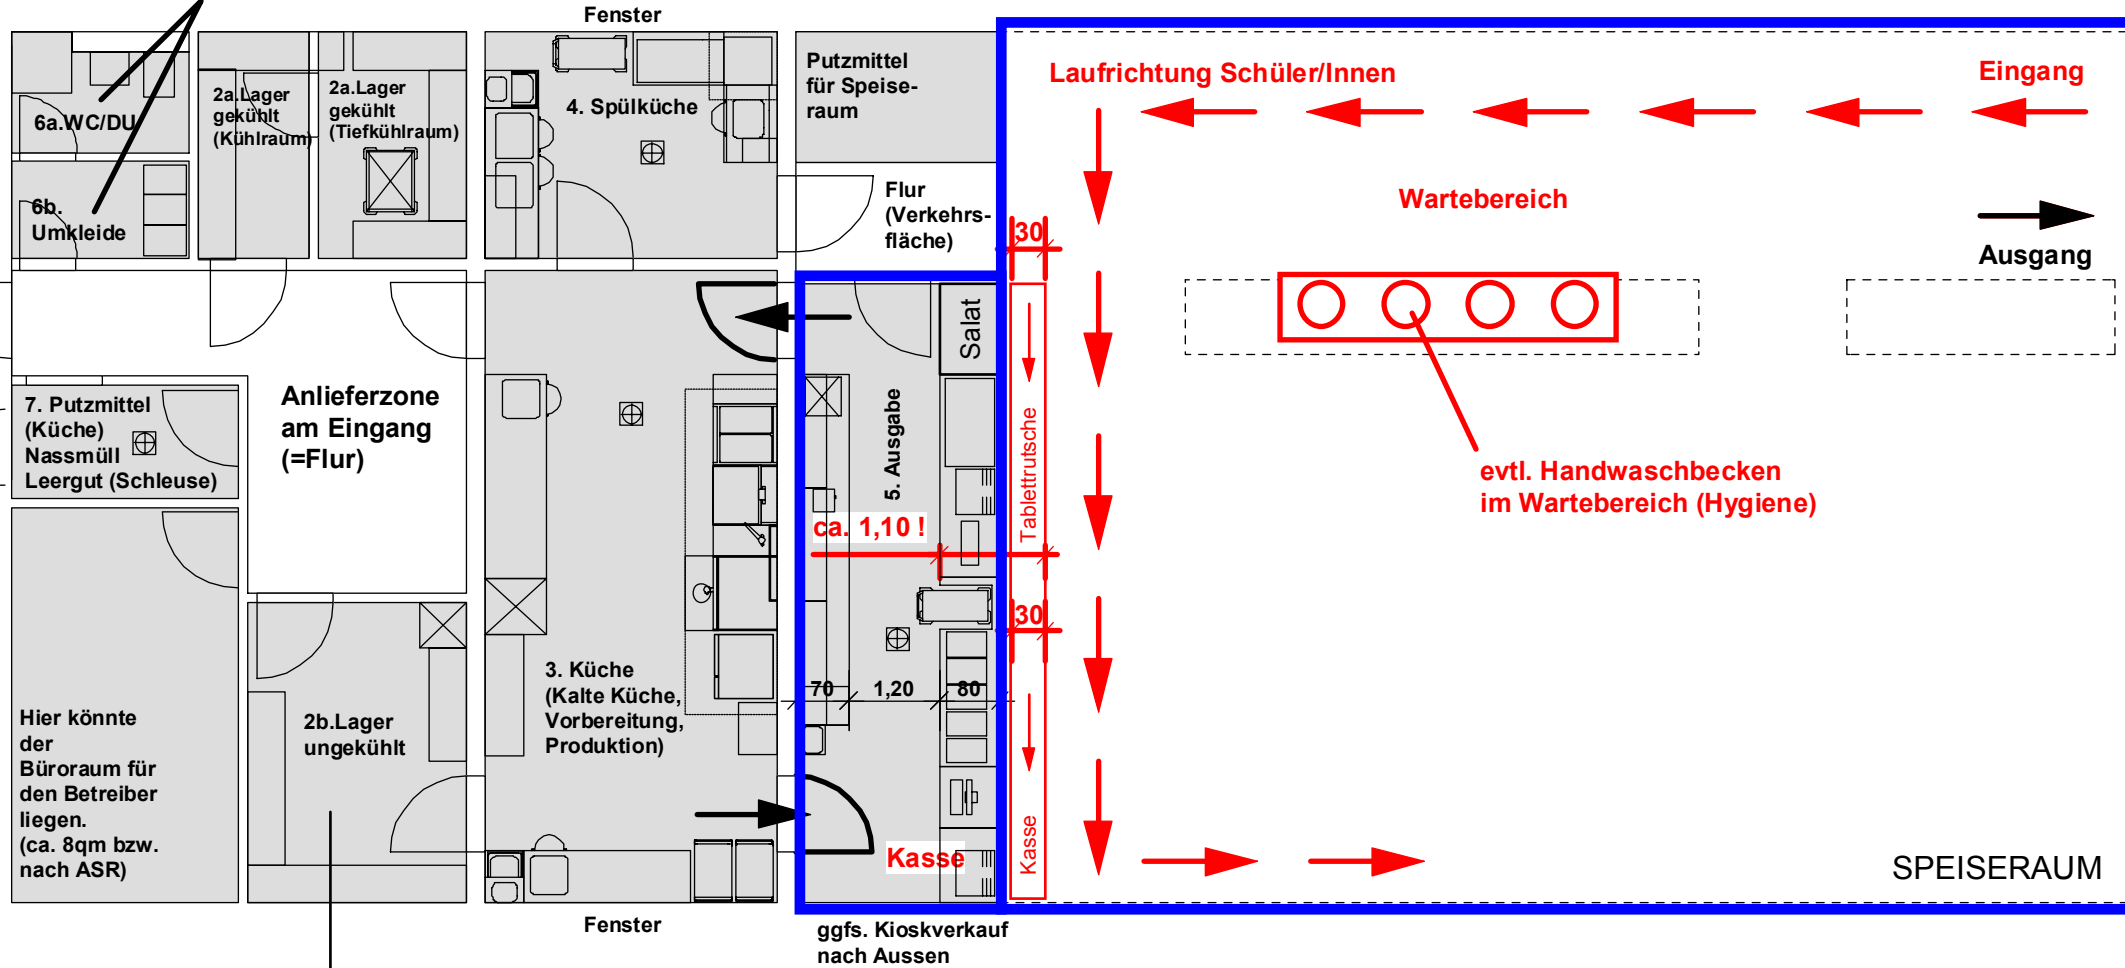 Fenster
Putzmittel
für Speise-
raum
Laufrichtung Schüler/Innen
Eingang
2a.Lager
gekühlt
(Kühlraum)
2a.Lager
gekühlt
(Tiefkühlraum)
4. Spülküche
6a.WC/DU
6b.
Umkleide
Flur
(Verkehrs-
fläche)
30
Wartebereich
Ausgang
Salat
7. Putzmittel
(Küche)
Nassmüll
Leergut (Schleuse)
Anlieferzone
am Eingang
(=Flur)
5. Ausgabe
Tablettrutsche
evtl. Handwaschbecken
im Wartebereich (Hygiene)
ca. 1,10 !
30
3. Küche
(Kalte Küche,
Vorbereitung,
Produktion)
70
1,20
80
Hier könnte
der
Büroraum für
den Betreiber
liegen.
(ca. 8qm bzw.
nach ASR)
2b.Lager
ungekühlt
Kasse
Kasse
SPEISERAUM
Fenster
ggfs. Kioskverkauf
nach Aussen